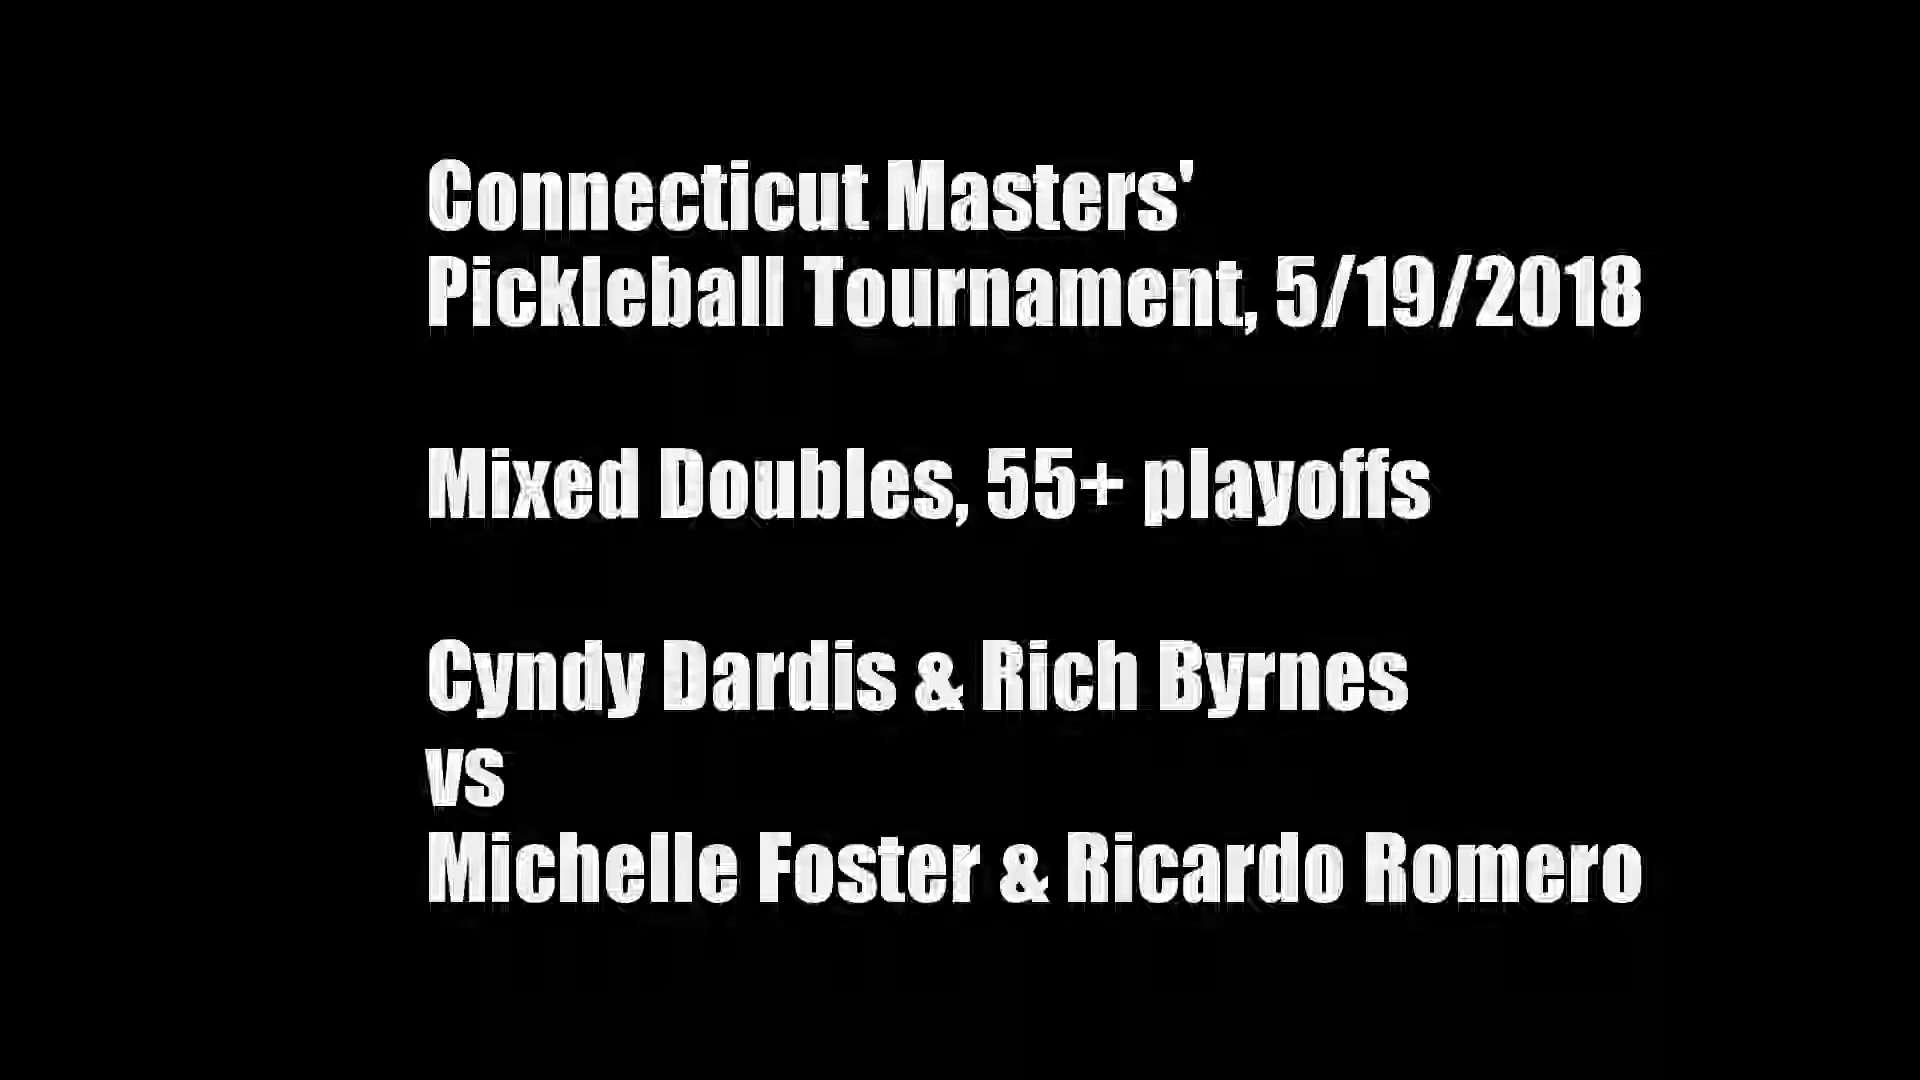 Connecticut Masters'
Pickleball Tournament, 5/19/2018
Mixed Doubles, 55+ playoffs
Cyndy Dardis & Rich Byrnes
vs
Michelle Foster & Ricardo Romero